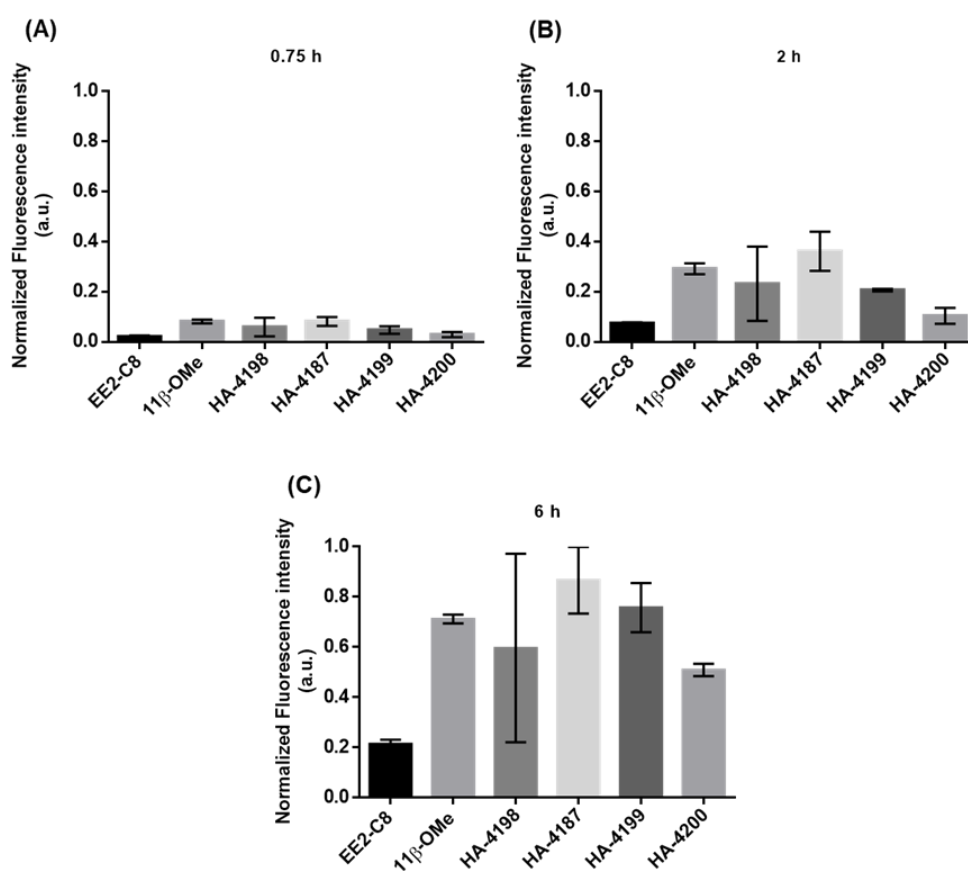 (A)
0.75 h
Normalized Fluorescence intensity
(a.u.)
1.0
0.8
0.6
0.4
0.2
0.0
EE2-C8
11β-OMe
HA-4198
HA-4187
HA-4199
HA-4200
(B)
2 h
Normalized Fluorescence intensity
(a.u.)
1.0
0.8
0.6
0.4
0.2
0.0
EE2-C8
11β-OMe
HA-4198
HA-4187
HA-4199
HA-4200
(C)
6 h
Normalized Fluorescence intensity
(a.u.)
1.0
0.8
0.6
0.4
0.2
0.0
EE2-C8
11β-OMe
HA-4198
HA-4187
HA-4199
HA-4200